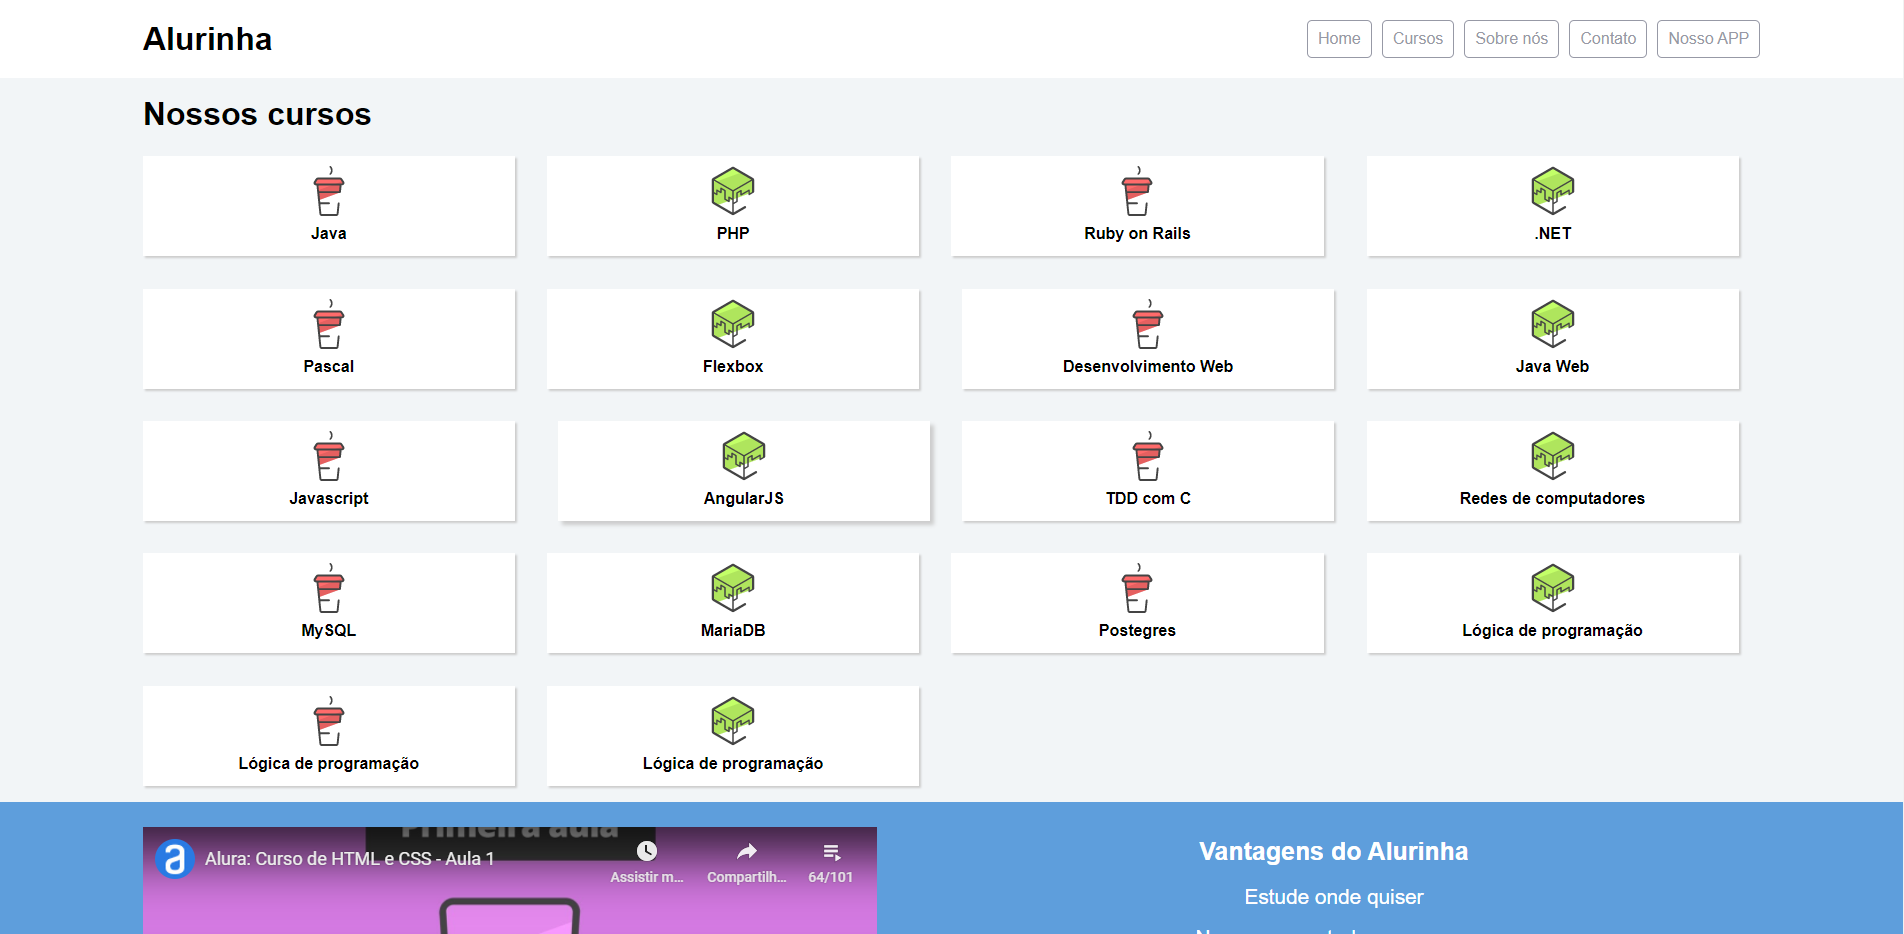 Alurinha
Home
Cursos
Sobre nós
Contato
Nosso APP
Nossos cursos
Java
PHP
Ruby on Rails
.NET
Pascal
Flexbox
Desenvolvimento Web
Java Web
Javascript
AngularJS
TDD com C
Redes de computadores
MySQL
MariaDB
Postegres
Lógica de programação
Lógica de programação
Lógica de programação
Primeira aula
a Alura: Curso de HTML e CSS - Aula 1
Assistir m...
Compartilh...
64/101
Vantagens do Alurinha
Estude onde quiser